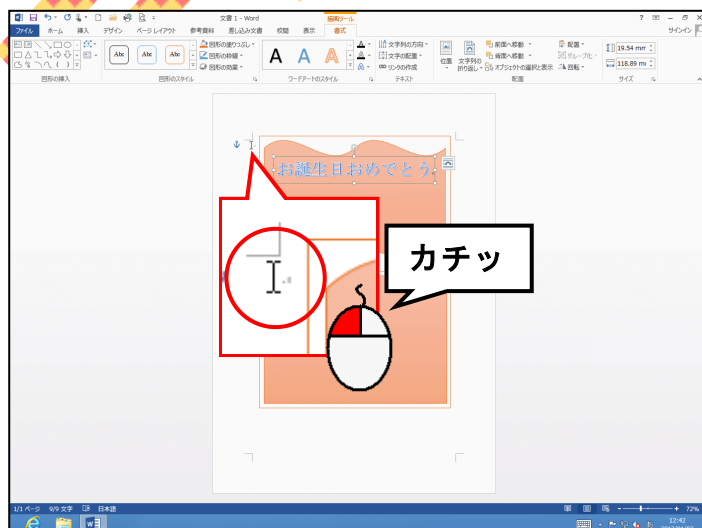 文書 1 - Word
描画ツール
ファイル ホーム 挿入 デザイン ページ レイアウト 参考資料 差し込み文書 校閲 表示 書式
サインイン
図形の塗りつぶし
図形の枠線
図形の効果
Abc Abc Abc
A A A
文字列の方向
文字の配置
リンクの作成
位置 文字列の折り返し
前面へ移動
背面へ移動
オブジェクトの選択と表示
配置
グループ化
回転
19.54 mm
118.89 mm
図形の挿入 図形のスタイル ワードアートのスタイル テキスト 配置 サイズ
お誕生日おめでとう
カチッ
1/1 ページ 9/9 文字 日本語
72%
12:42